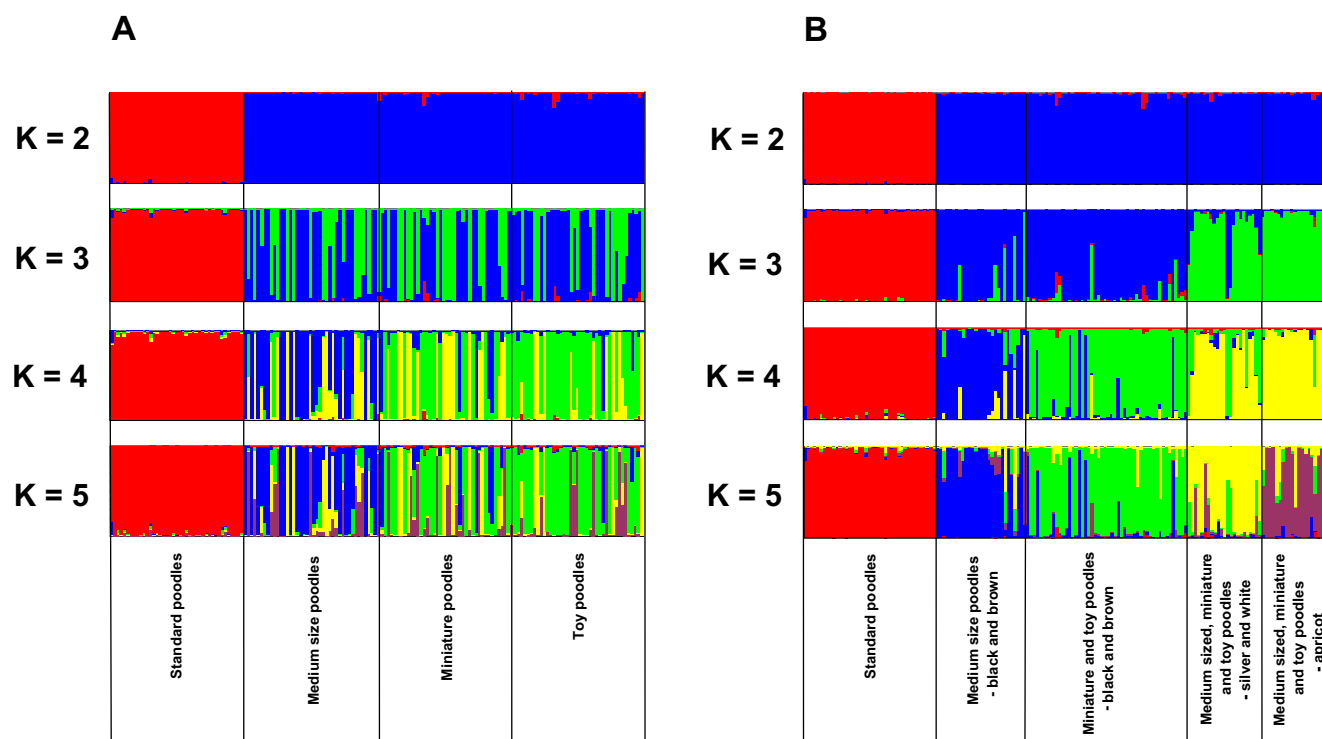 A
B
K = 2
K = 3
K = 4
K = 5
Standard poodles
Medium size poodles
Miniature poodles
Toy poodles
K = 2
K = 3
K = 4
K = 5
Standard poodles
Medium size poodles
- black and brown
Miniature and toy poodles
- black and brown
Medium sized, miniature
and toy poodles
- silver and white
Medium sized, miniature
and toy poodles
- apricot